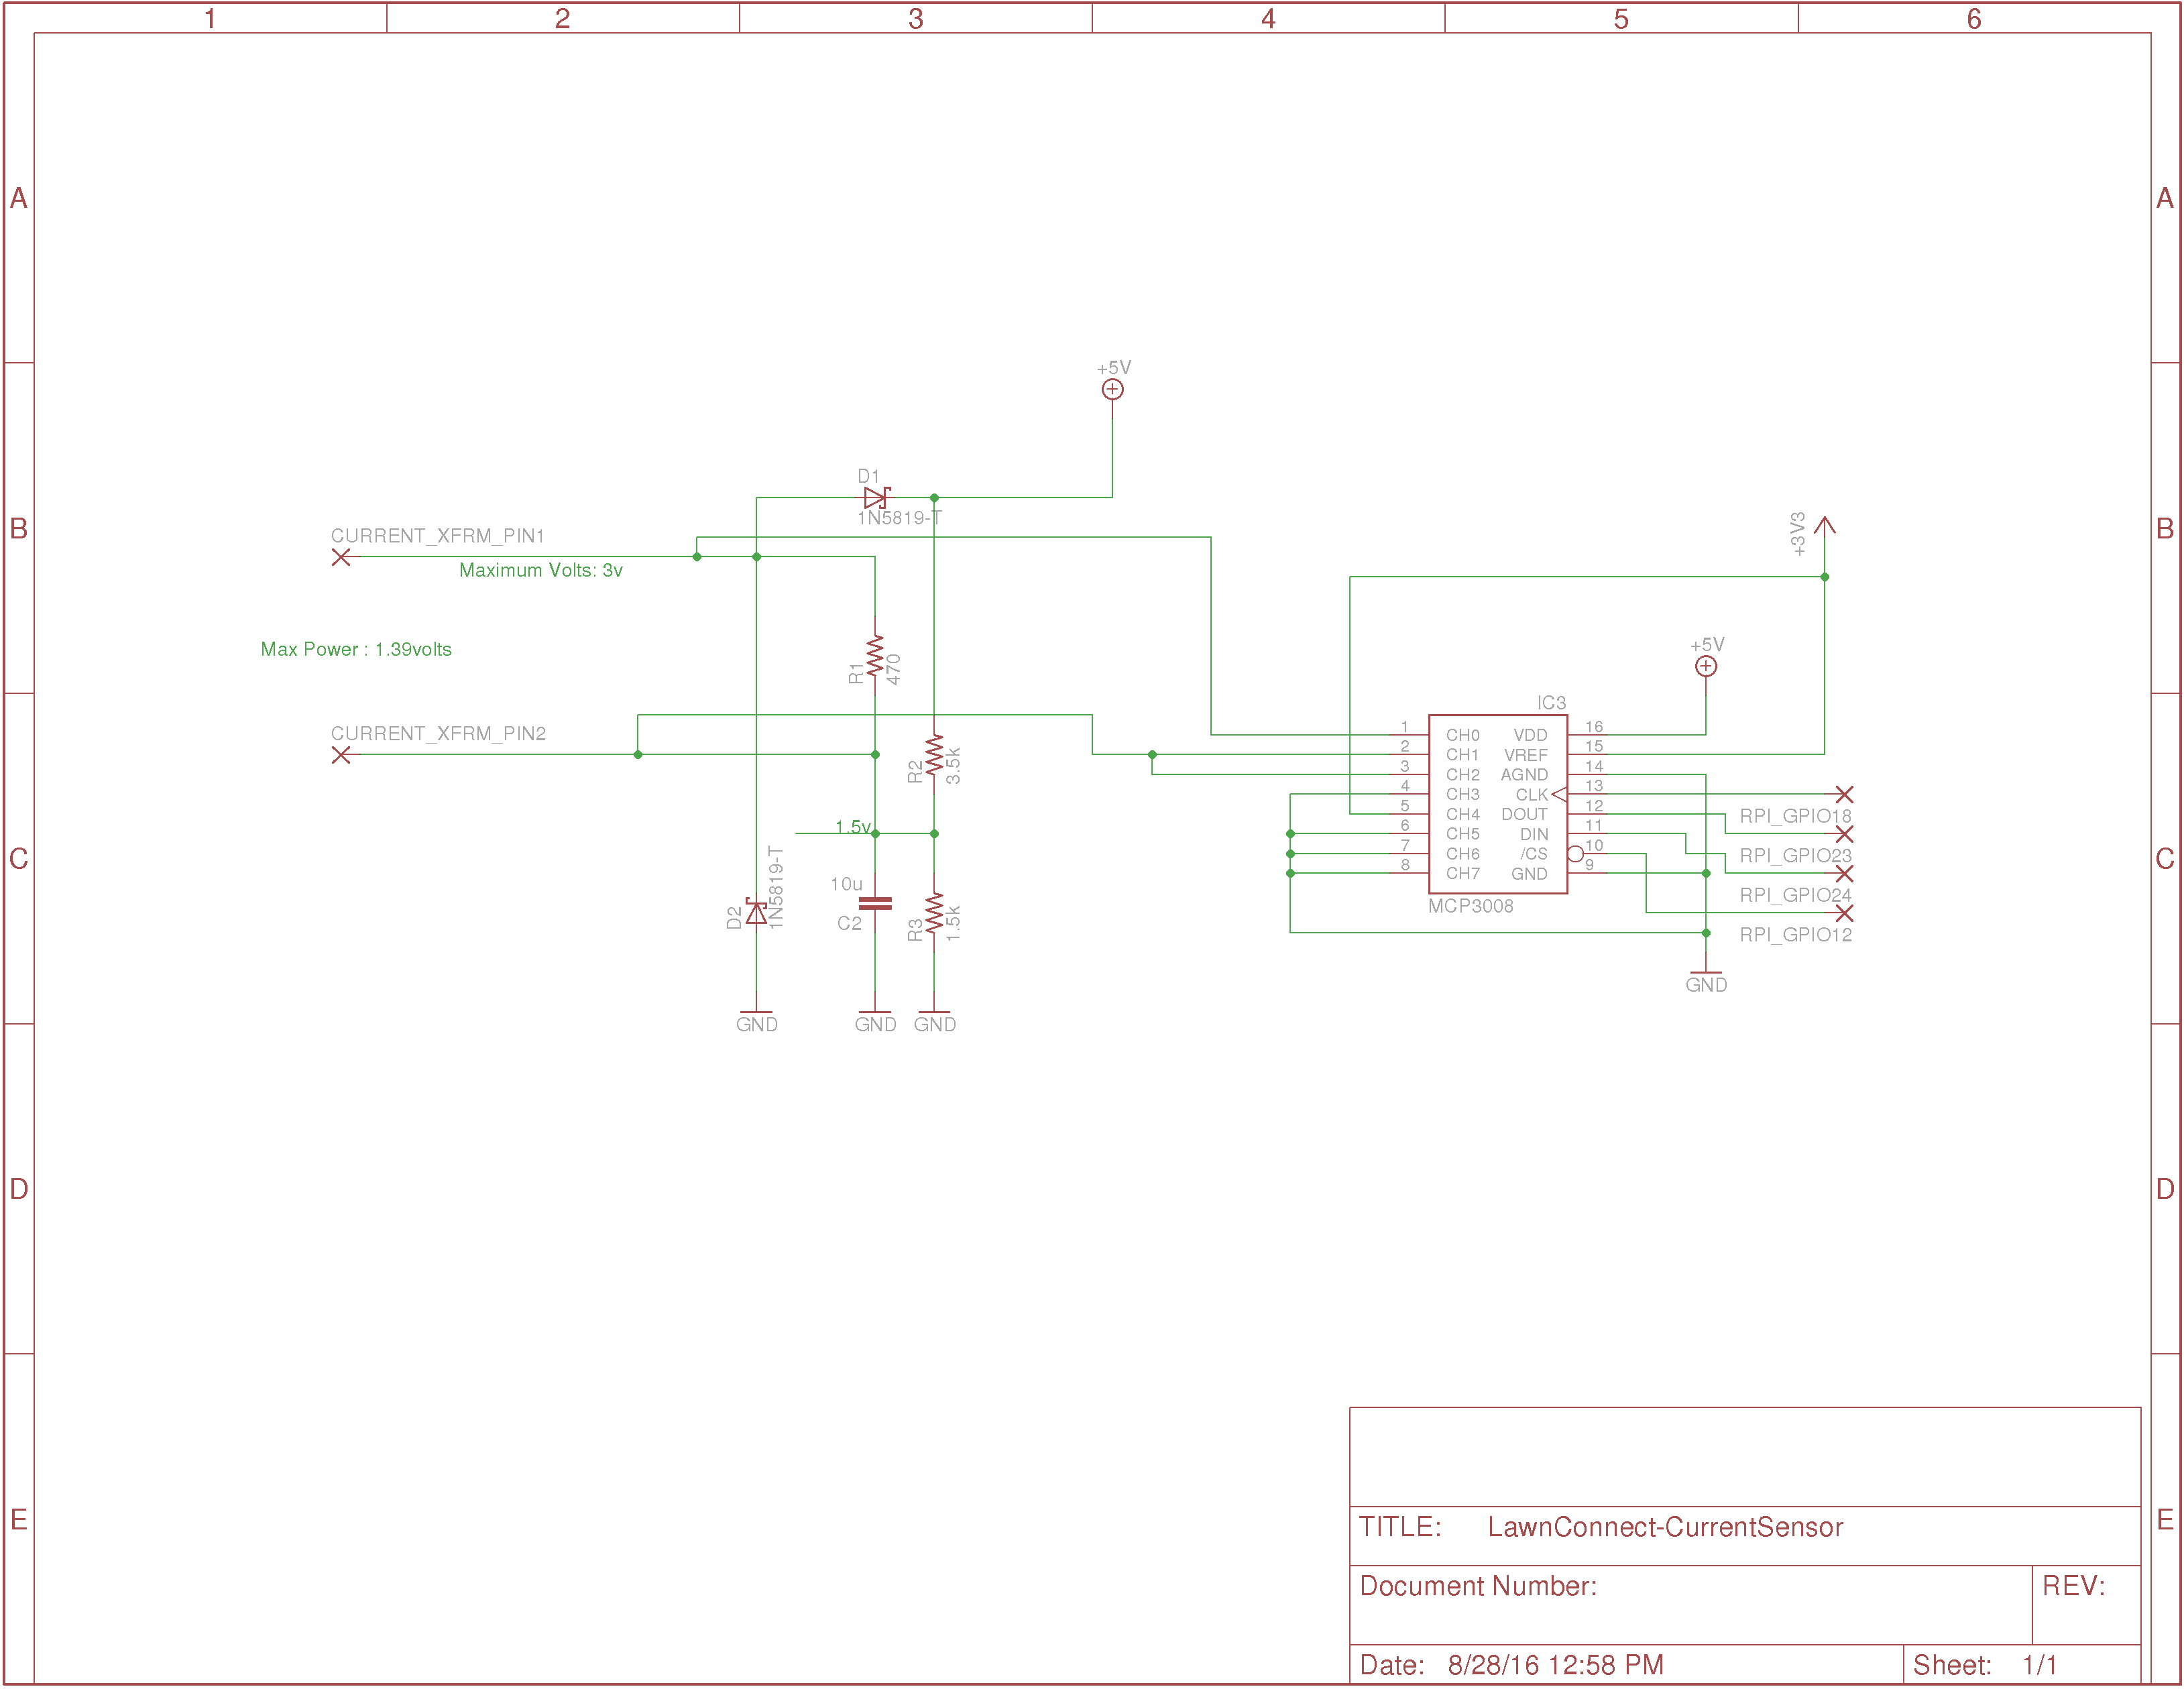 1 2 3 4 5 6
A A
+5V
D1
1N5819-T
B B
CURRENT_XFRM_PIN1
Maximum Volts: 3v
+3V3
Max Power : 1.39volts
R1
470
+5V
CURRENT_XFRM_PIN2
R2
3.5k
IC3
1 CH0 VDD 16
2 CH1 VREF 15
3 CH2 AGND 14
4 CH3 CLK 13
5 CH4 DOUT 12
6 CH5 DIN 11
7 CH6 /CS 10
8 CH7 GND 9
MCP3008
RPI_GPIO18
RPI_GPIO23
RPI_GPIO24
RPI_GPIO12
GND
1.5v
C C
D2
1N5819-T
10u
C2
R3
1.5k
GND GND GND
D D
E E
TITLE: LawnConnect-CurrentSensor
Document Number:
REV:
Date: 8/28/16 12:58 PM
Sheet: 1/1